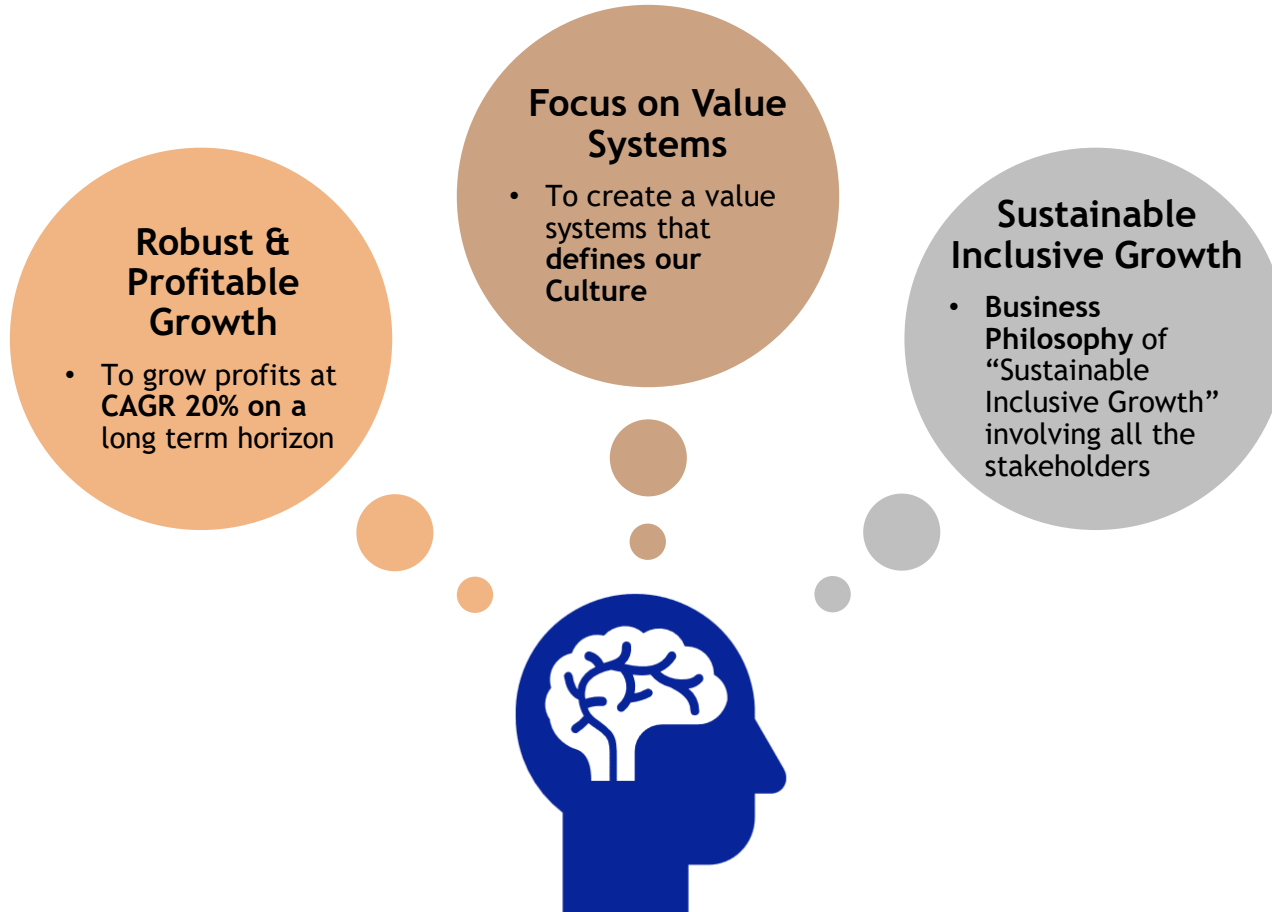 Robust &
Profitable
Growth
• To grow profits at
CAGR 20% on a
long term horizon
Focus on Value
Systems
• To create a value
systems that
defines our
Culture
Sustainable
Inclusive Growth
• Business
Philosophy of
“Sustainable
Inclusive Growth”
involving all the
stakeholders